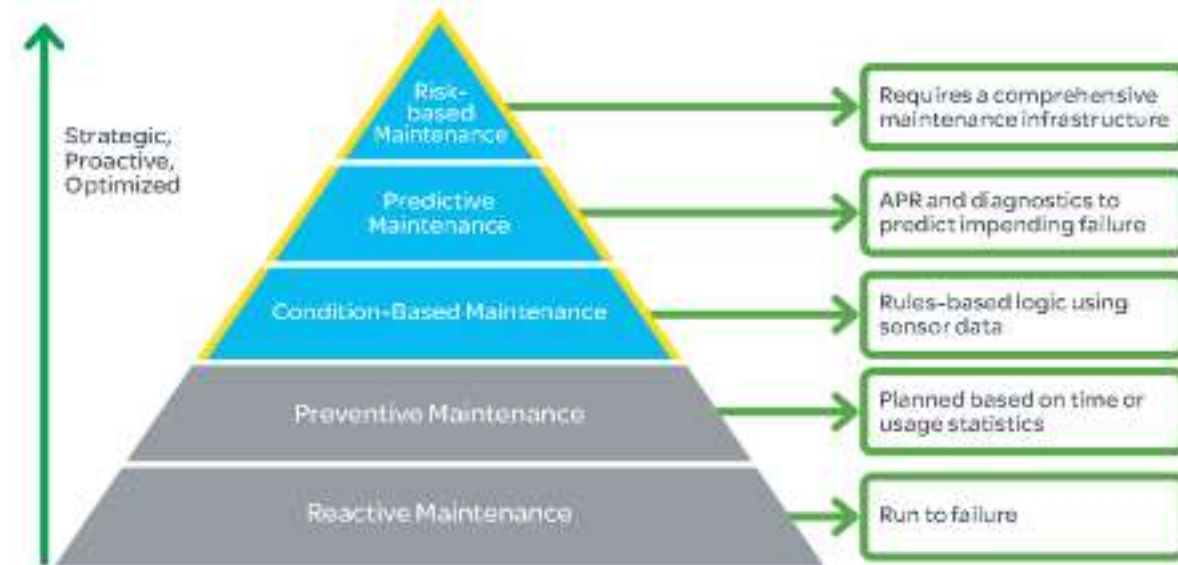 Strategic,
Proactive,
Optimized
Risk-
based
Maintenance
Requires a comprehensive
maintenance infrastructure
Predictive
Maintenance
APR and diagnostics to
predict impending failure
Condition-Based Maintenance
Rules-based logic using
sensor data
Preventive Maintenance
Planned based on time or
usage statistics
Reactive Maintenance
Run to failure